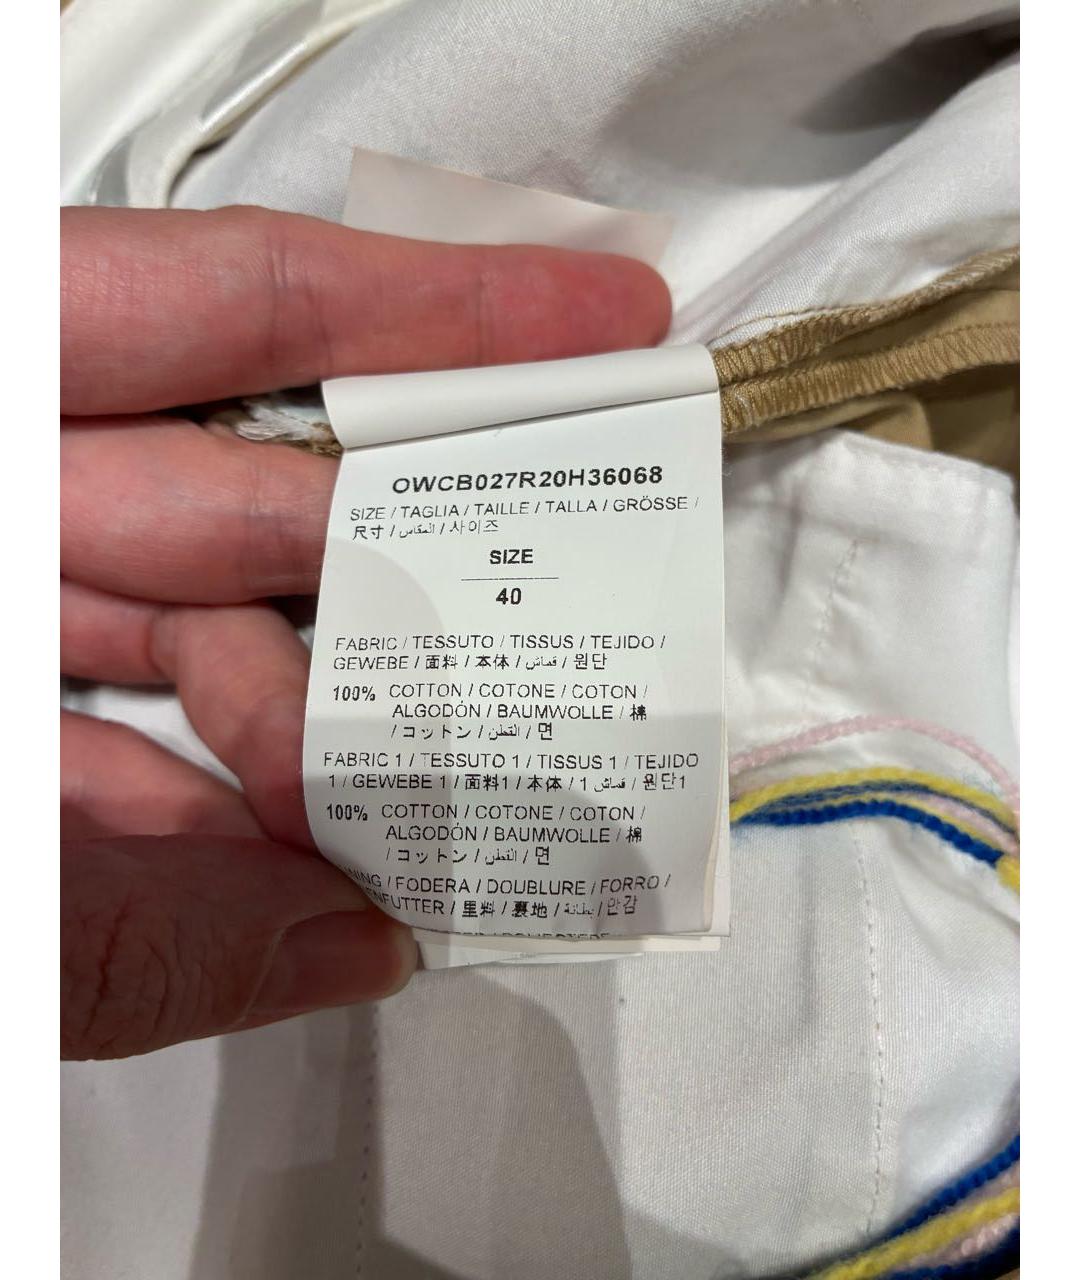 OWCB027R20H36068
SIZE / TAGLIA / TAILLE / TALLA / GRÖSSE /
尺寸 / المقاس / 사이즈
SIZE
40
FABRIC / TESSUTO / TISSUS / TEJIDO /
GEWEBE / 面料 / 本体 / قماش / 원단
100% COTTON / COTONE / COTON /
ALGODÓN / BAUMWOLLE / 棉
/ コットン / القطن / 면
FABRIC 1 / TESSUTO 1 / TISSUS 1 / TEJIDO
1 / GEWEBE 1 / 面料1 / 本体 / قماش 1 / 원단1
100% COTTON / COTONE / COTON /
ALGODÓN / BAUMWOLLE / 棉
/ コットン / القطن / 면
/ FODERA / DOUBLURE / FORRO /
/ 里料 / 裏地 / بطانة / 안감